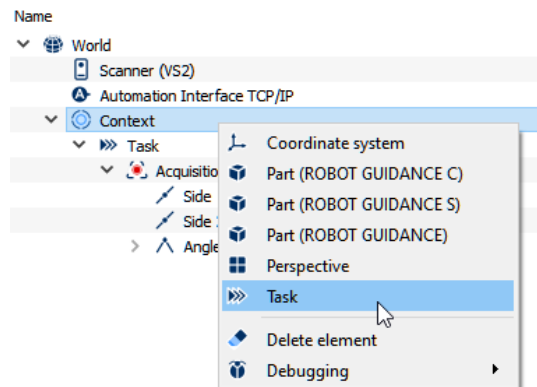 Name
World
Scanner (VS2)
Automation Interface TCP/IP
Context
Task
Acquisitio
Side
Side
Angle
Coordinate system
Part (ROBOT GUIDANCE C)
Part (ROBOT GUIDANCE S)
Part (ROBOT GUIDANCE)
Perspective
Task
Delete element
Debugging